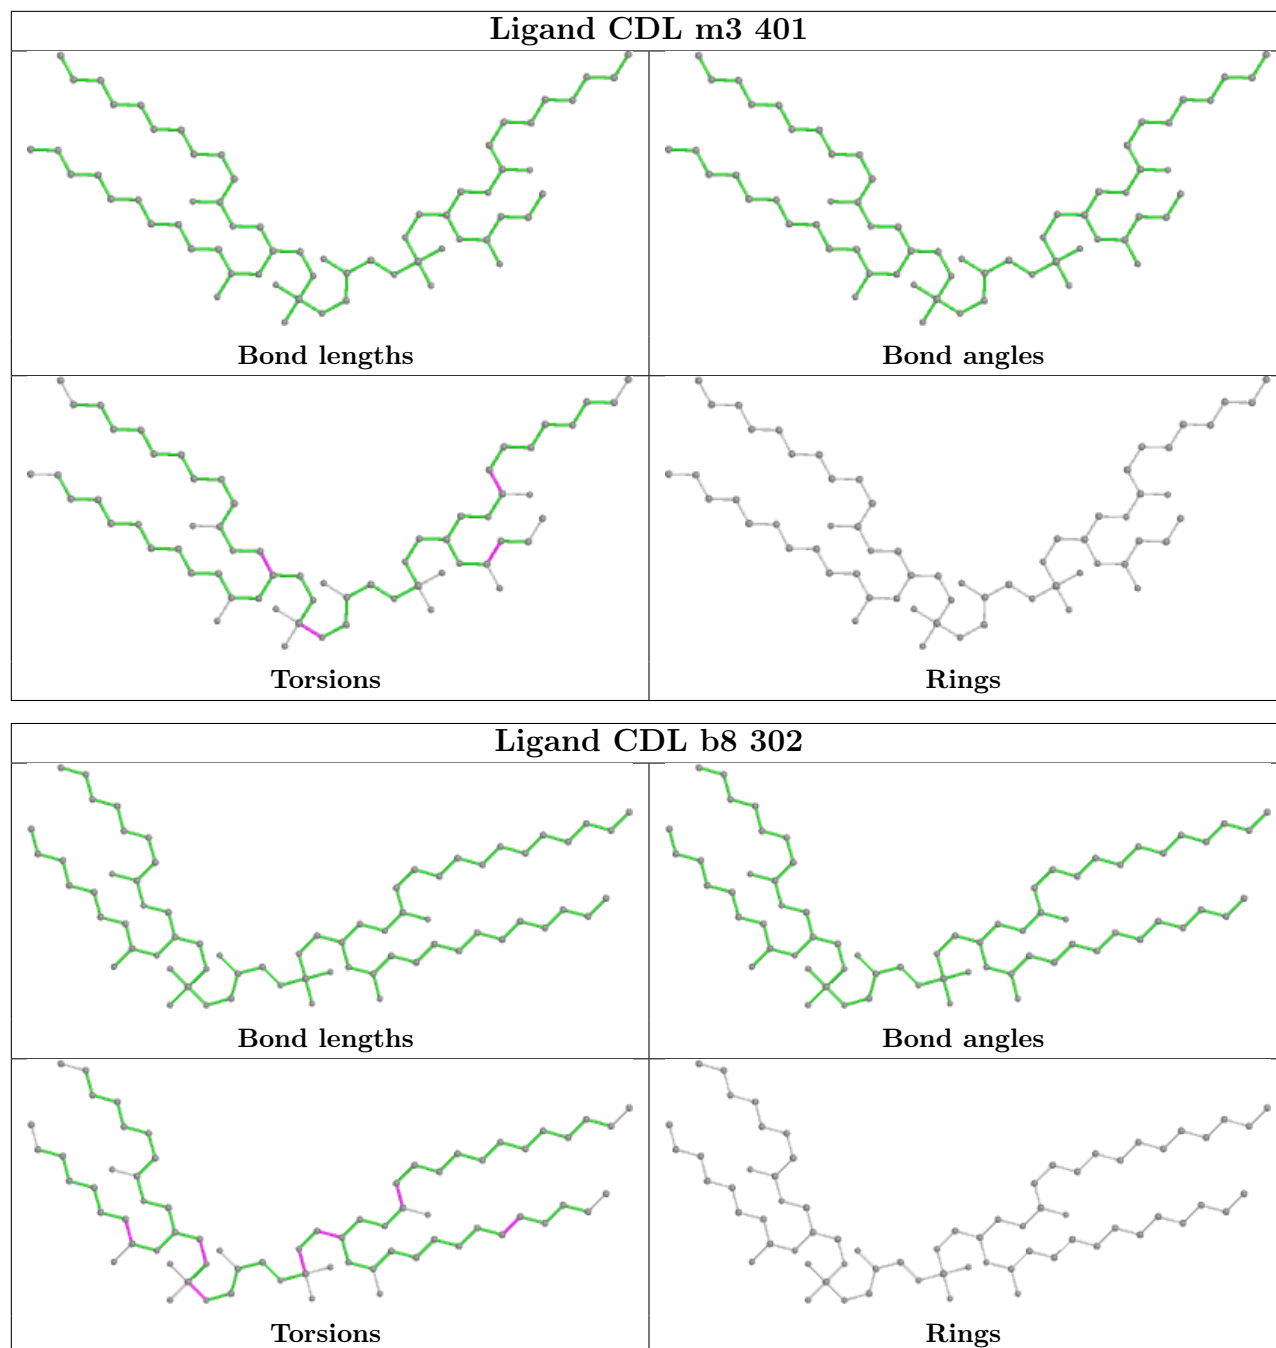 Ligand CDL m3 401
Bond lengths
Bond angles
Torsions
Rings
Ligand CDL b8 302
Bond lengths
Bond angles
Torsions
Rings